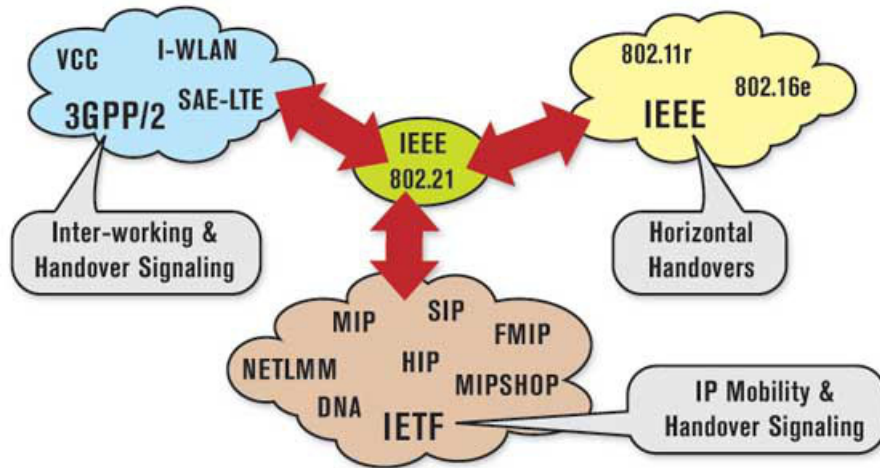 VCC
I-WLAN
SAE-LTE
3GPP/2
802.11r
802.16e
IEEE
IEEE
802.21
Inter-working &
Handover Signaling
Horizontal
Handovers
MIP
SIP
FMIP
NETLMM
HIP
MIPSHOP
DNA
IETF
IP Mobility &
Handover Signaling